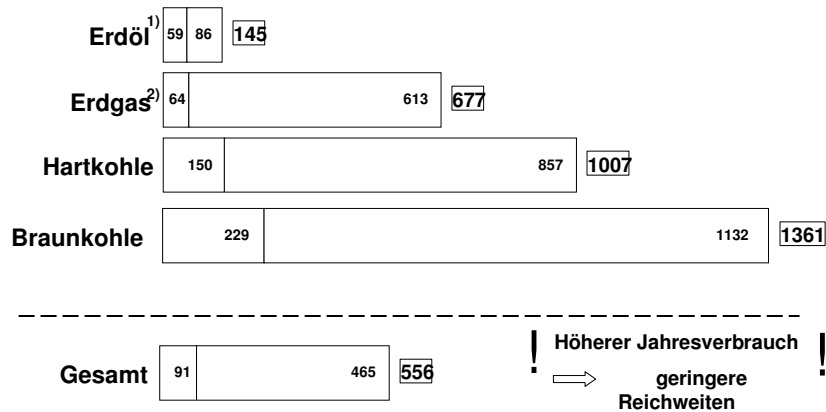 Erdöl1) 59 86 145
Erdgas2) 64 613 677
Hartkohle 150 857 1007
Braunkohle 229 1132 1361
Gesamt 91 465 556
! Höherer Jahresverbrauch !
⇒ geringere
Reichweiten